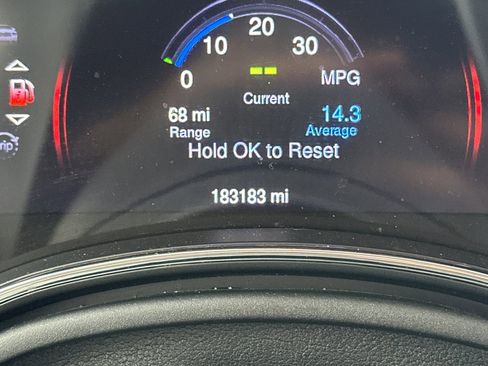 20
10 30
0 MPG
Current
68 mi 14.3
Range Average
Hold OK to Reset
183183 mi